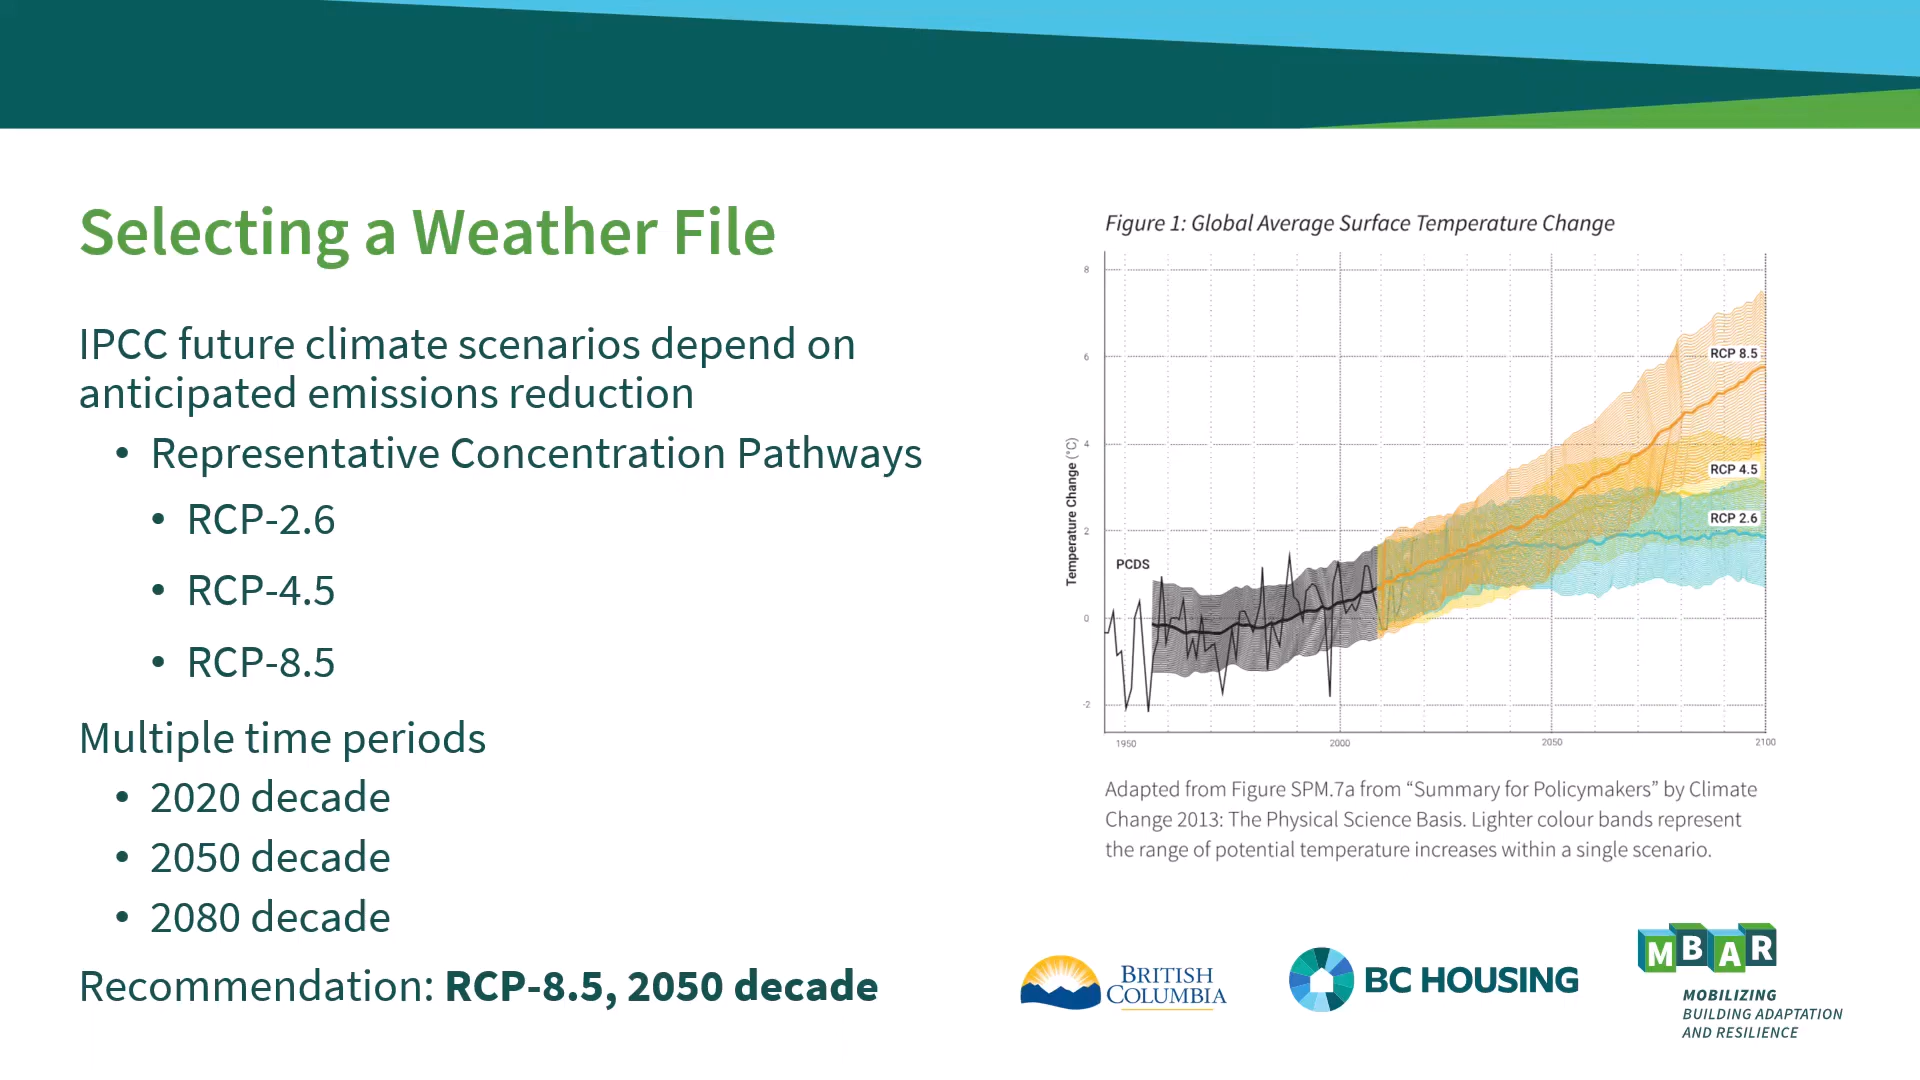 Selecting a Weather File
IPCC future climate scenarios depend on
anticipated emissions reduction
• Representative Concentration Pathways
• RCP-2.6
• RCP-4.5
• RCP-8.5
Multiple time periods
• 2020 decade
• 2050 decade
• 2080 decade
Recommendation: RCP-8.5, 2050 decade
Figure 1: Global Average Surface Temperature Change
Temperature Change (°C)
8
6
4
2
0
-2
PCDS
RCP 8.5
RCP 4.5
RCP 2.6
1950
2000
2050
2100
Adapted from Figure SPM.7a from “Summary for Policymakers” by Climate
Change 2013: The Physical Science Basis. Lighter colour bands represent
the range of potential temperature increases within a single scenario.
BRITISH
COLUMBIA
BC HOUSING
MBAR
MOBILIZING
BUILDING ADAPTATION
AND RESILIENCE